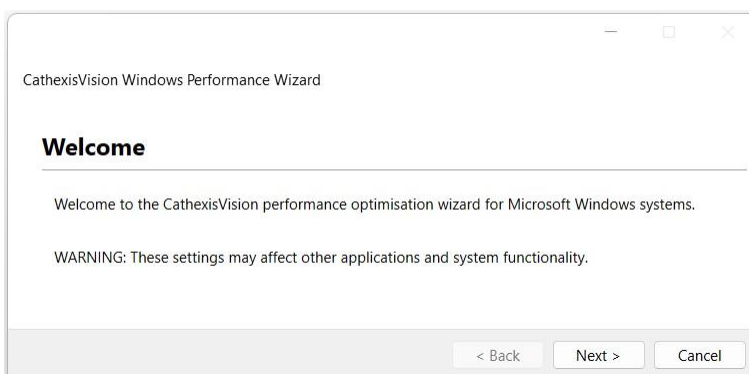 CathexisVision Windows Performance Wizard
Welcome
Welcome to the CathexisVision performance optimisation wizard for Microsoft Windows systems.
WARNING: These settings may affect other applications and system functionality.
< Back Next > Cancel